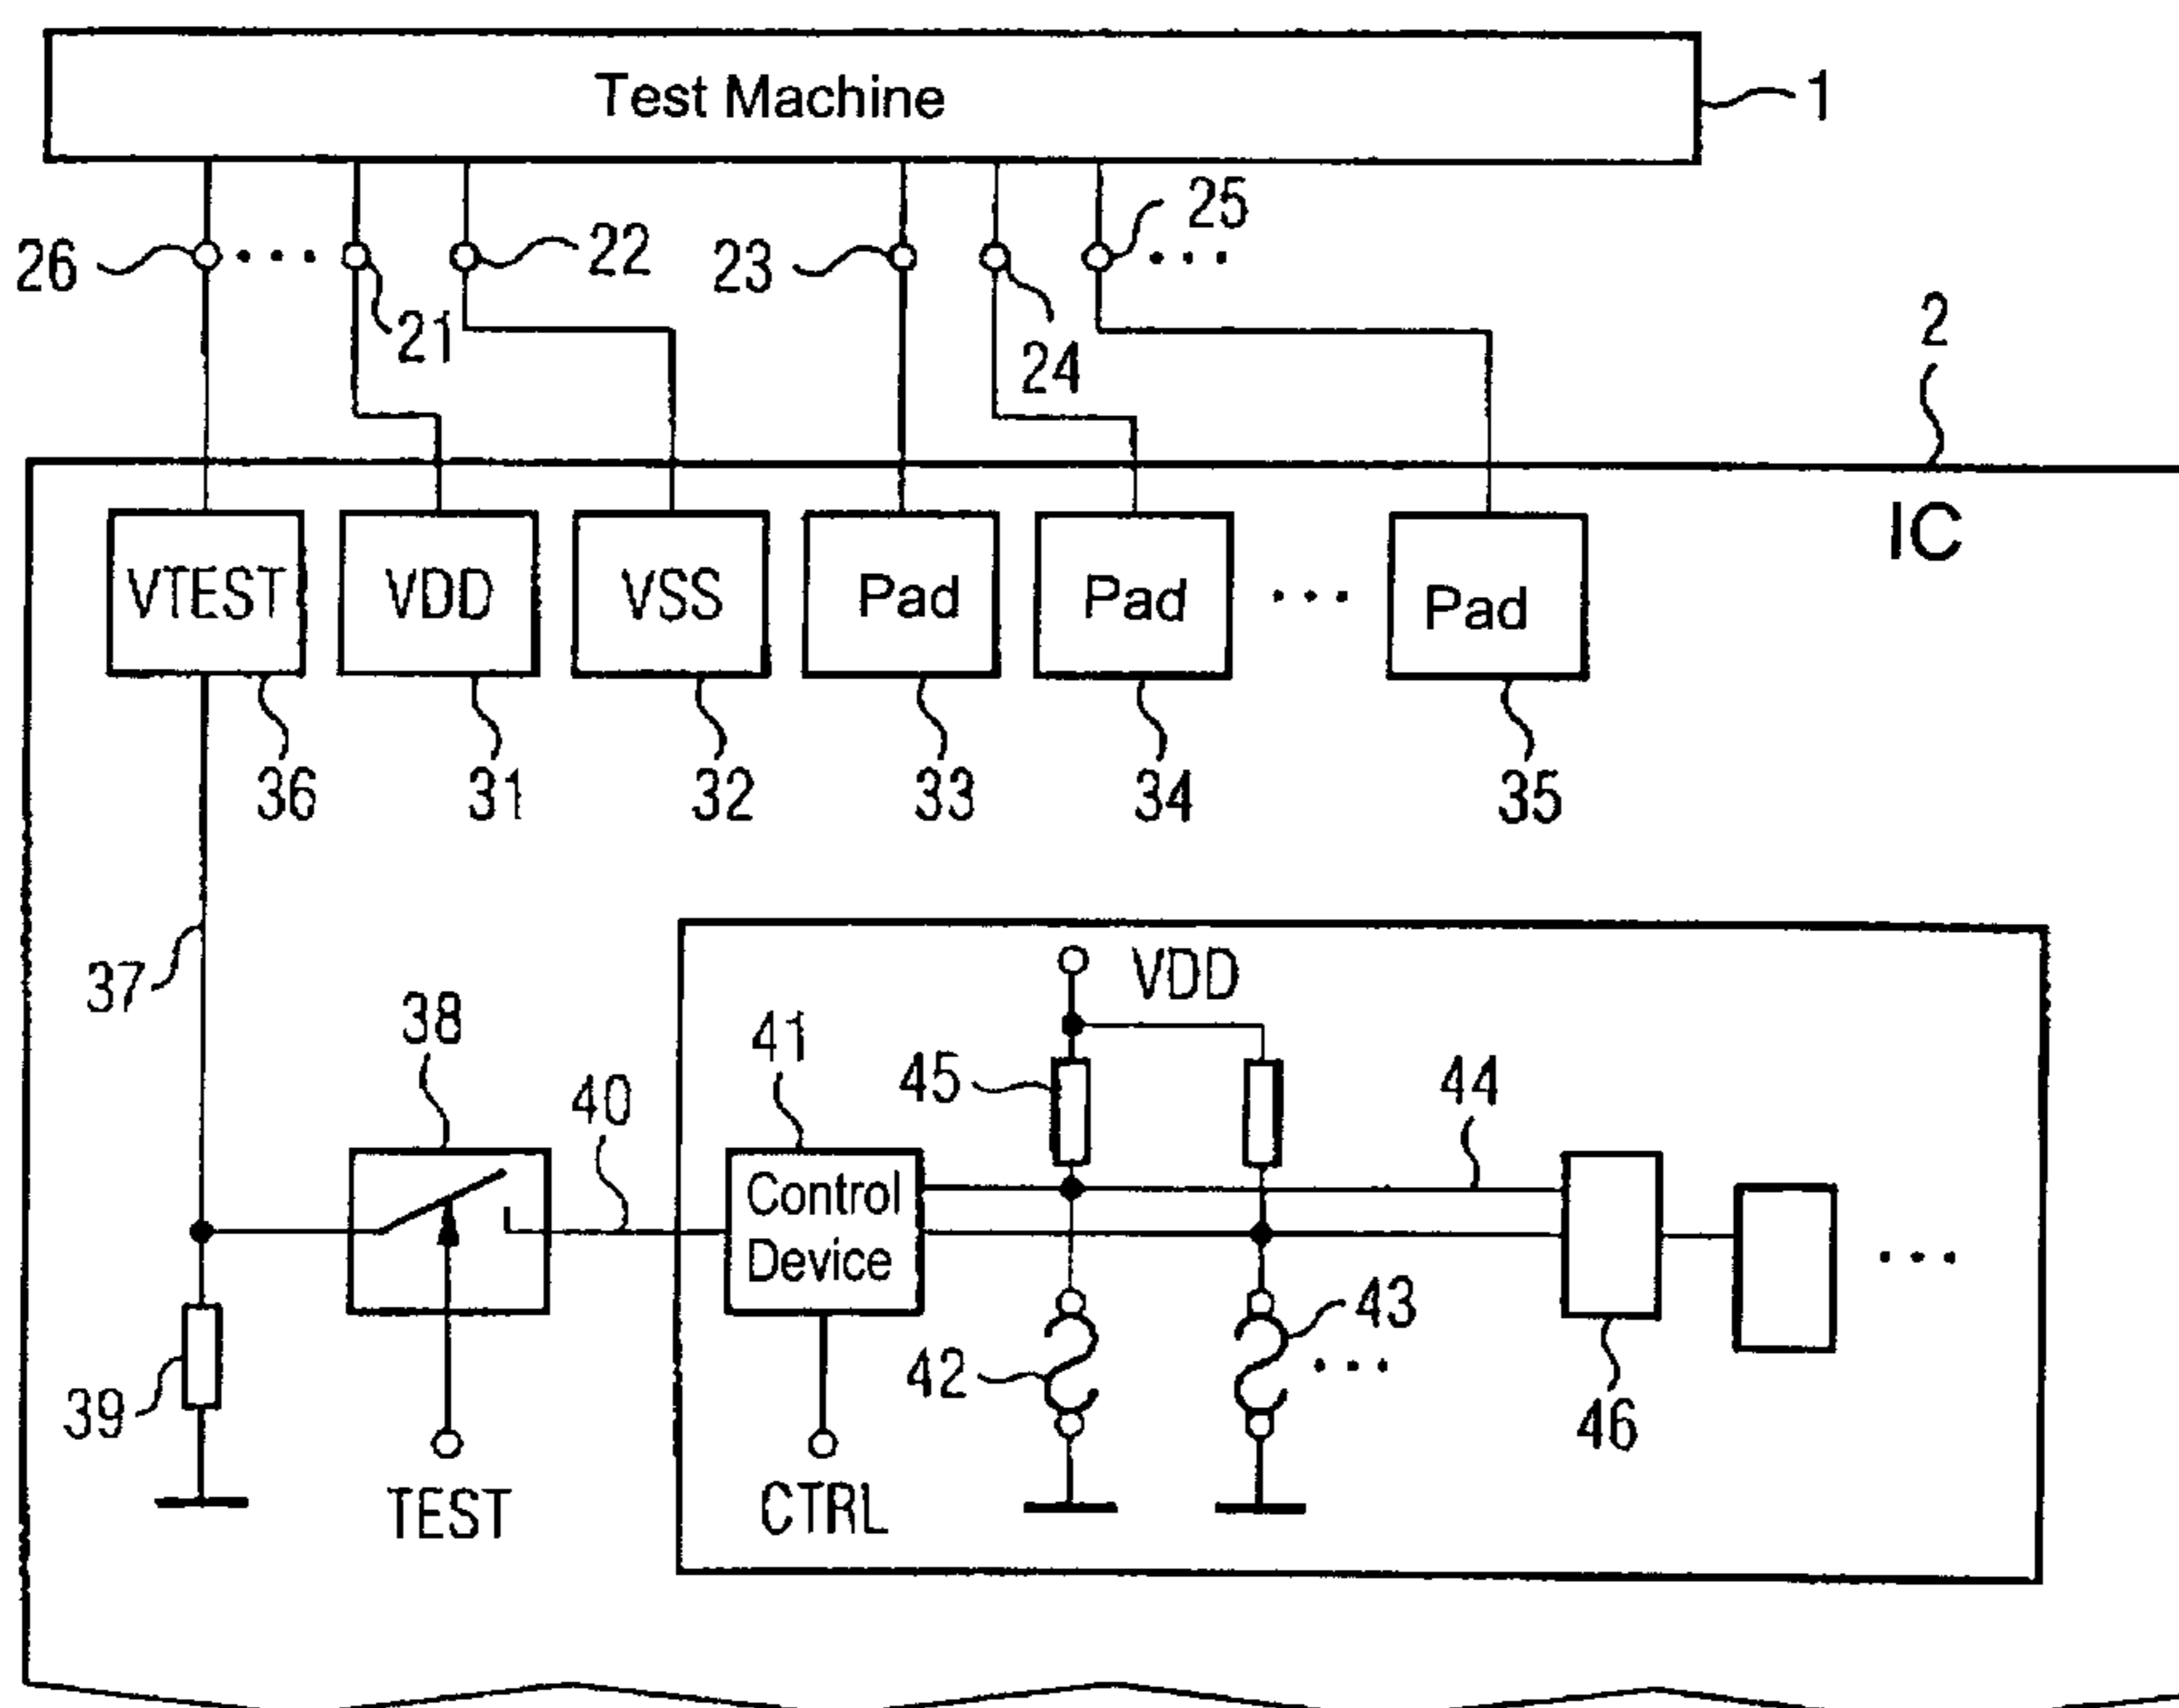 Test Machine
1
26
21
22
23
24
25
2
IC
VTEST
VDD
VSS
Pad
Pad
Pad
36
31
32
33
34
35
37
38
39
TEST
40
41
Control
Device
CTRL
VDD
45
44
42
43
46